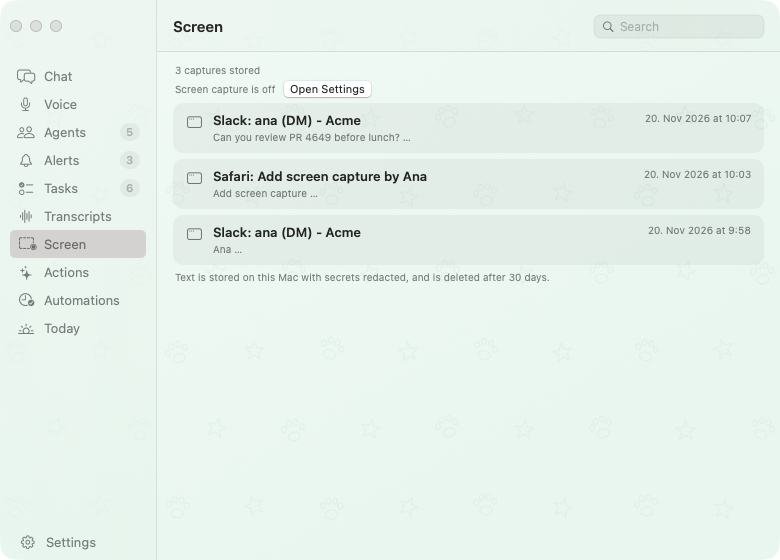 Screen
Search
Chat
Voice
Agents 5
Alerts 3
Tasks 6
Transcripts
Screen
Actions
Automations
Today
Settings
3 captures stored
Screen capture is off Open Settings
Slack: ana (DM) - Acme 20. Nov 2026 at 10:07
Can you review PR 4649 before lunch? ...
Safari: Add screen capture by Ana 20. Nov 2026 at 10:03
Add screen capture ...
Slack: ana (DM) - Acme 20. Nov 2026 at 9:58
Ana ...
Text is stored on this Mac with secrets redacted, and is deleted after 30 days.